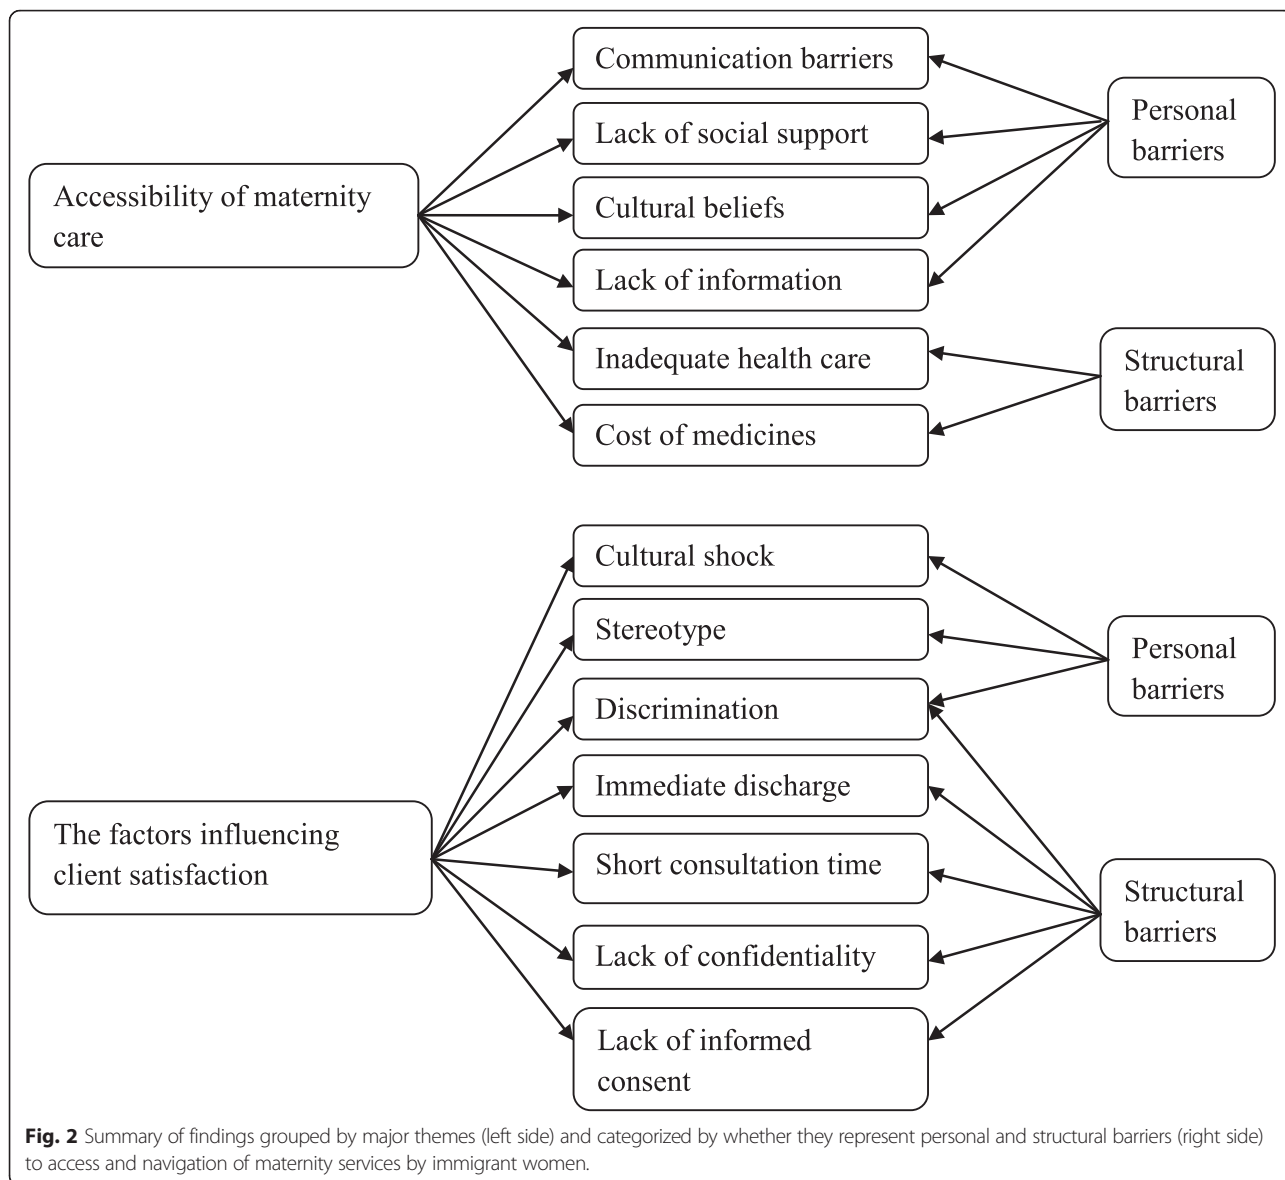 Communication barriers
Personal
barriers
Lack of social support
Accessibility of maternity
care
Cultural beliefs
Lack of information
Inadequate health care
Structural
barriers
Cost of medicines
Cultural shock
Stereotype
Personal
barriers
Discrimination
Immediate discharge
The factors influencing
client satisfaction
Short consultation time
Structural
barriers
Lack of confidentiality
Lack of informed
consent
Fig. 2 Summary of findings grouped by major themes (left side) and categorized by whether they represent personal and structural barriers (right side)
to access and navigation of maternity services by immigrant women.